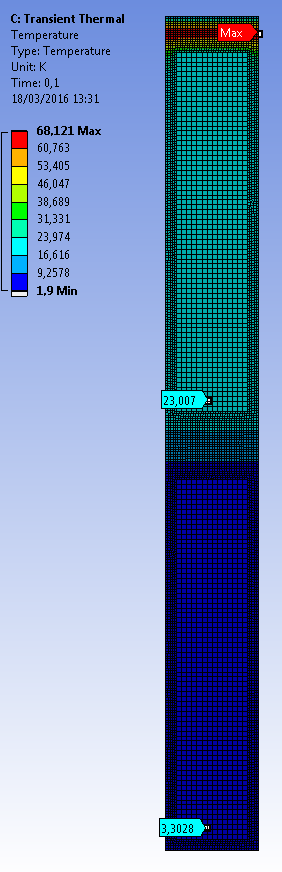 C: Transient Thermal
Temperature
Type: Temperature
Unit: K
Time: 0,1
18/03/2016 13:31
68,121 Max
60,763
53,405
46,047
38,689
31,331
23,974
16,616
9,2578
1,9 Min
Max
23,007
3,3028